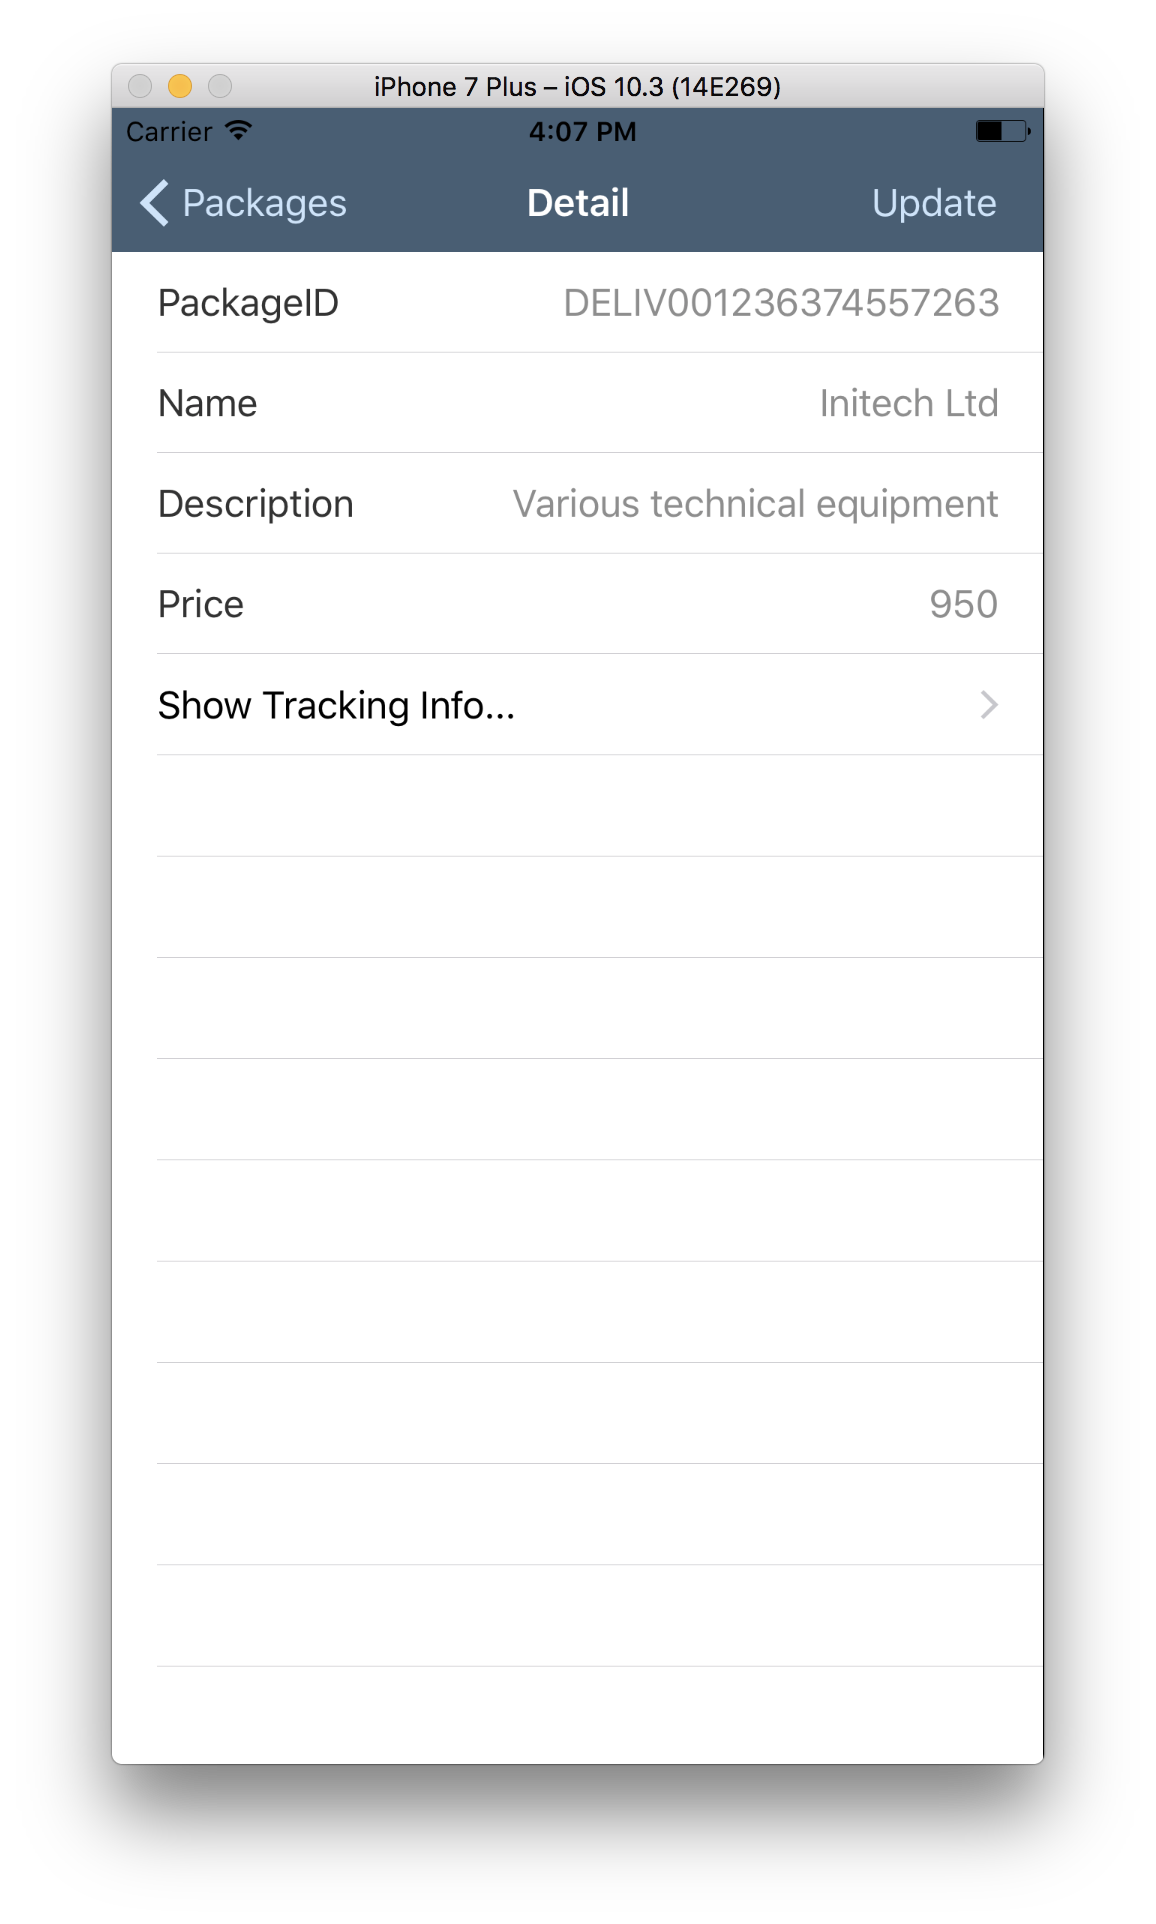 iPhone 7 Plus – iOS 10.3 (14E269)
Carrier 4:07 PM
Packages Detail Update
PackageID DELIV001236374557263
Name Initech Ltd
Description Various technical equipment
Price 950
Show Tracking Info...